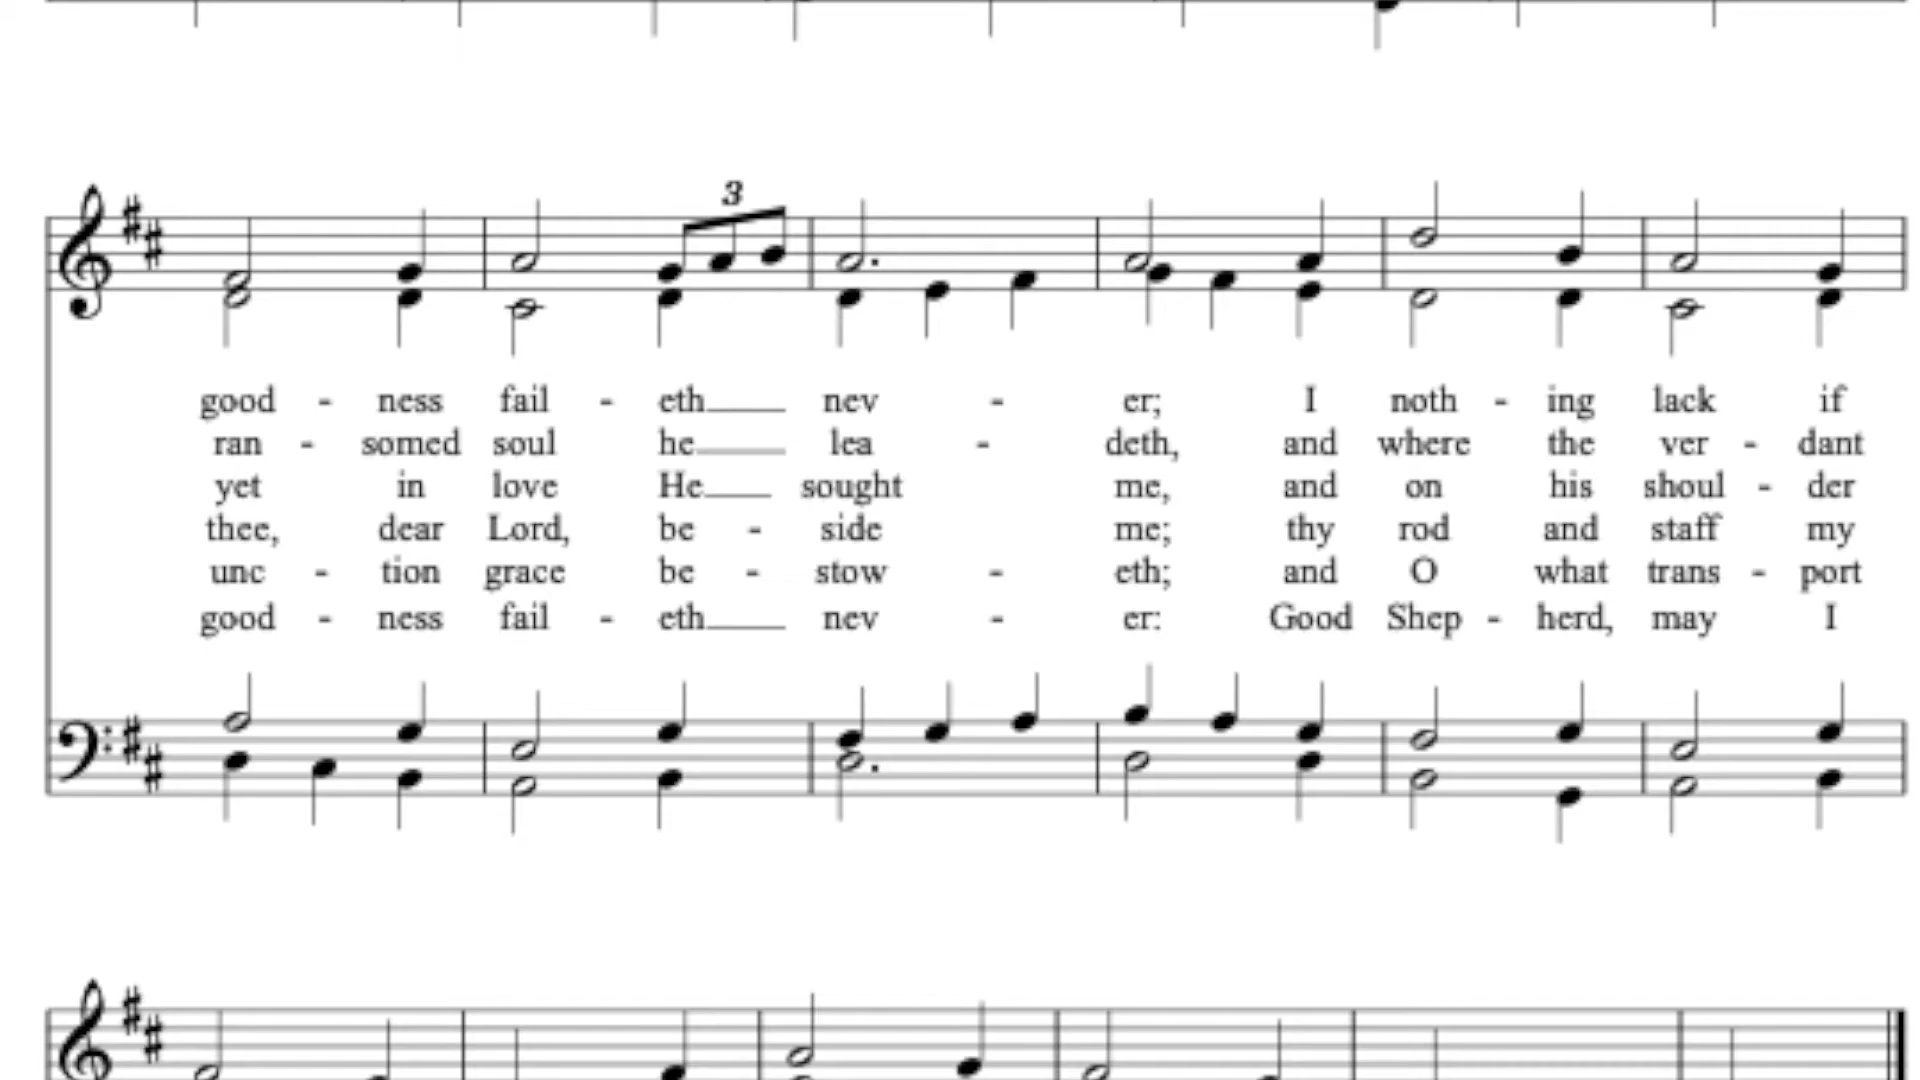 3
good - ness fail - eth nev - er; I noth - ing lack if
ran - somed soul he lea - deth, and where the ver - dant
yet in love He sought me, and on his shoul - der
thee, dear Lord, be - side me; thy rod and staff my
unc - tion grace be - stow - eth; and O what trans - port
good - ness fail - eth nev - er: Good Shep - herd, may I